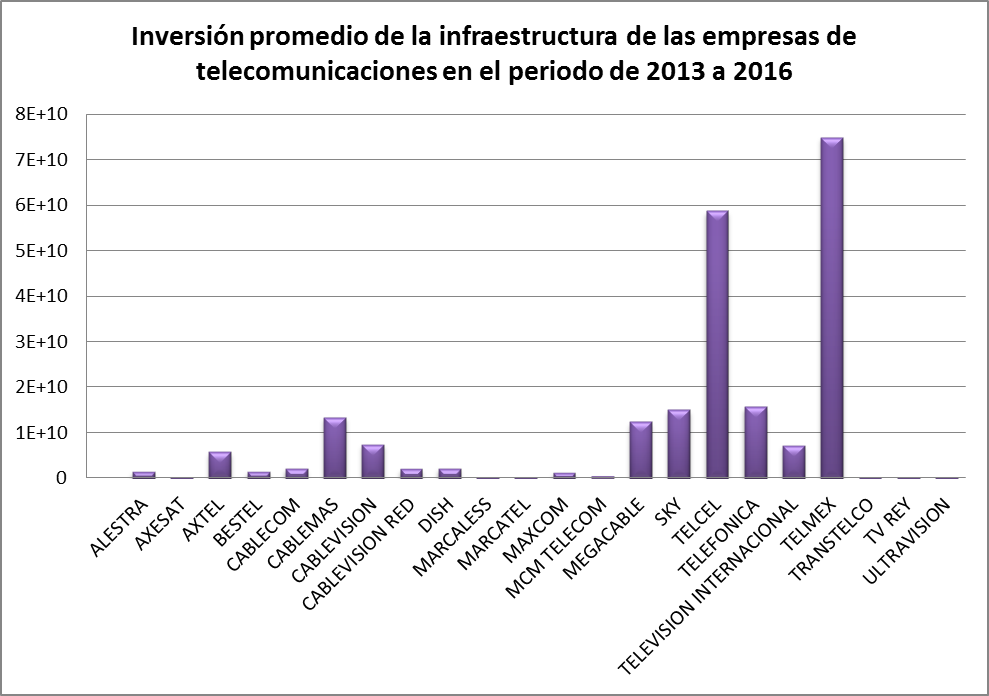 Inversión promedio de la infraestructura de las empresas de
telecomunicaciones en el periodo de 2013 a 2016
8E+10
7E+10
6E+10
5E+10
4E+10
3E+10
2E+10
1E+10
0
ALESTRA
AXESAT
AXTEL
BESTEL
CABLECOM
CABLEMAS
CABLEVISION
CABLEVISION RED
DISH
MARCALESS
MARCATEL
MAXCOM
MCM TELECOM
MEGACABLE
SKY
TELCEL
TELEFONICA
TELEVISION INTERNACIONAL
TELMEX
TRANSTELCO
TV REY
ULTRAVISION